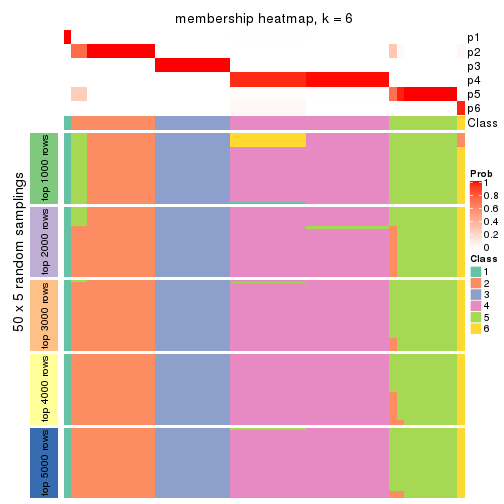 membership heatmap, k = 6
p1
p2
p3
p4
p5
p6
Class
50 x 5 random samplings
top 1000 rows
top 2000 rows
top 3000 rows
top 4000 rows
top 5000 rows
Prob
1
0.8
0.6
0.4
0.2
0
Class
1
2
3
4
5
6